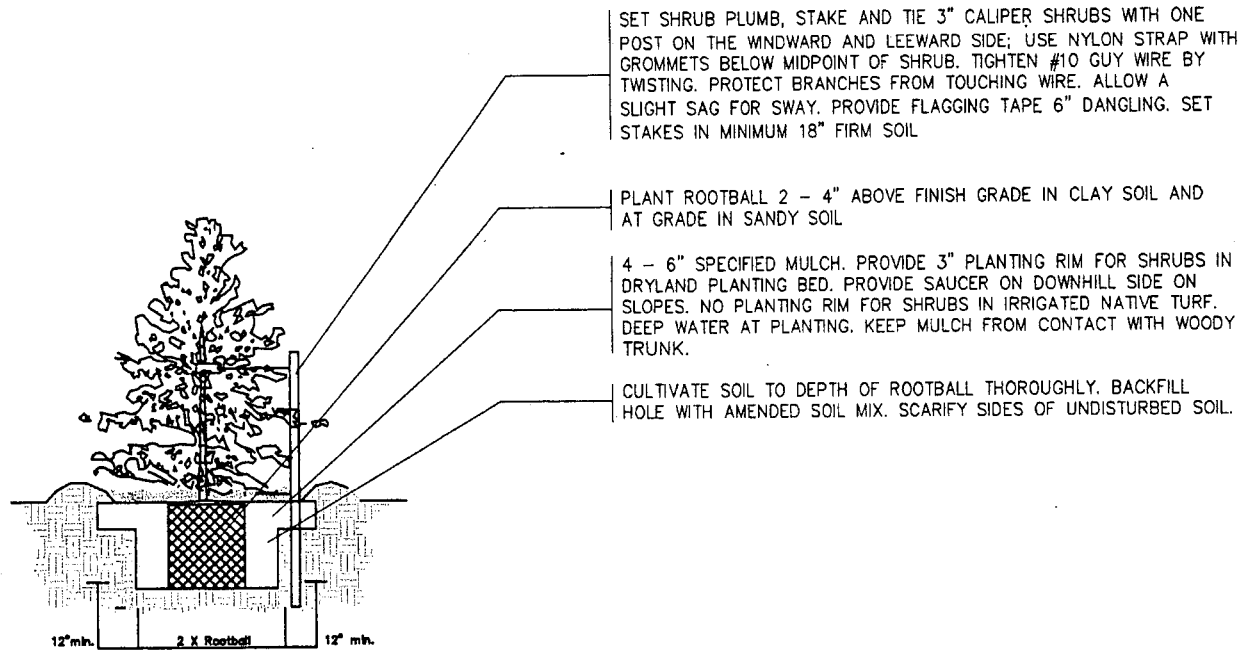 SET SHRUB PLUMB, STAKE AND TIE 3" CALIPER SHRUBS WITH ONE
POST ON THE WINDWARD AND LEEWARD SIDE; USE NYLON STRAP WITH
GROMMETS BELOW MIDPOINT OF SHRUB. TIGHTEN #10 GUY WIRE BY
TWISTING. PROTECT BRANCHES FROM TOUCHING WIRE. ALLOW A
SLIGHT SAG FOR SWAY. PROVIDE FLAGGING TAPE 6" DANGLING. SET
STAKES IN MINIMUM 18" FIRM SOIL
PLANT ROOTBALL 2 - 4" ABOVE FINISH GRADE IN CLAY SOIL AND
AT GRADE IN SANDY SOIL
4 - 6" SPECIFIED MULCH. PROVIDE 3" PLANTING RIM FOR SHRUBS IN
DRYLAND PLANTING BED. PROVIDE SAUCER ON DOWNHILL SIDE ON
SLOPES. NO PLANTING RIM FOR SHRUBS IN IRRIGATED NATIVE TURF.
DEEP WATER AT PLANTING. KEEP MULCH FROM CONTACT WITH WOODY
TRUNK.
CULTIVATE SOIL TO DEPTH OF ROOTBALL THOROUGHLY. BACKFILL
HOLE WITH AMENDED SOIL MIX. SCARIFY SIDES OF UNDISTURBED SOIL.
12"min. 2 X Rootball 12" min.